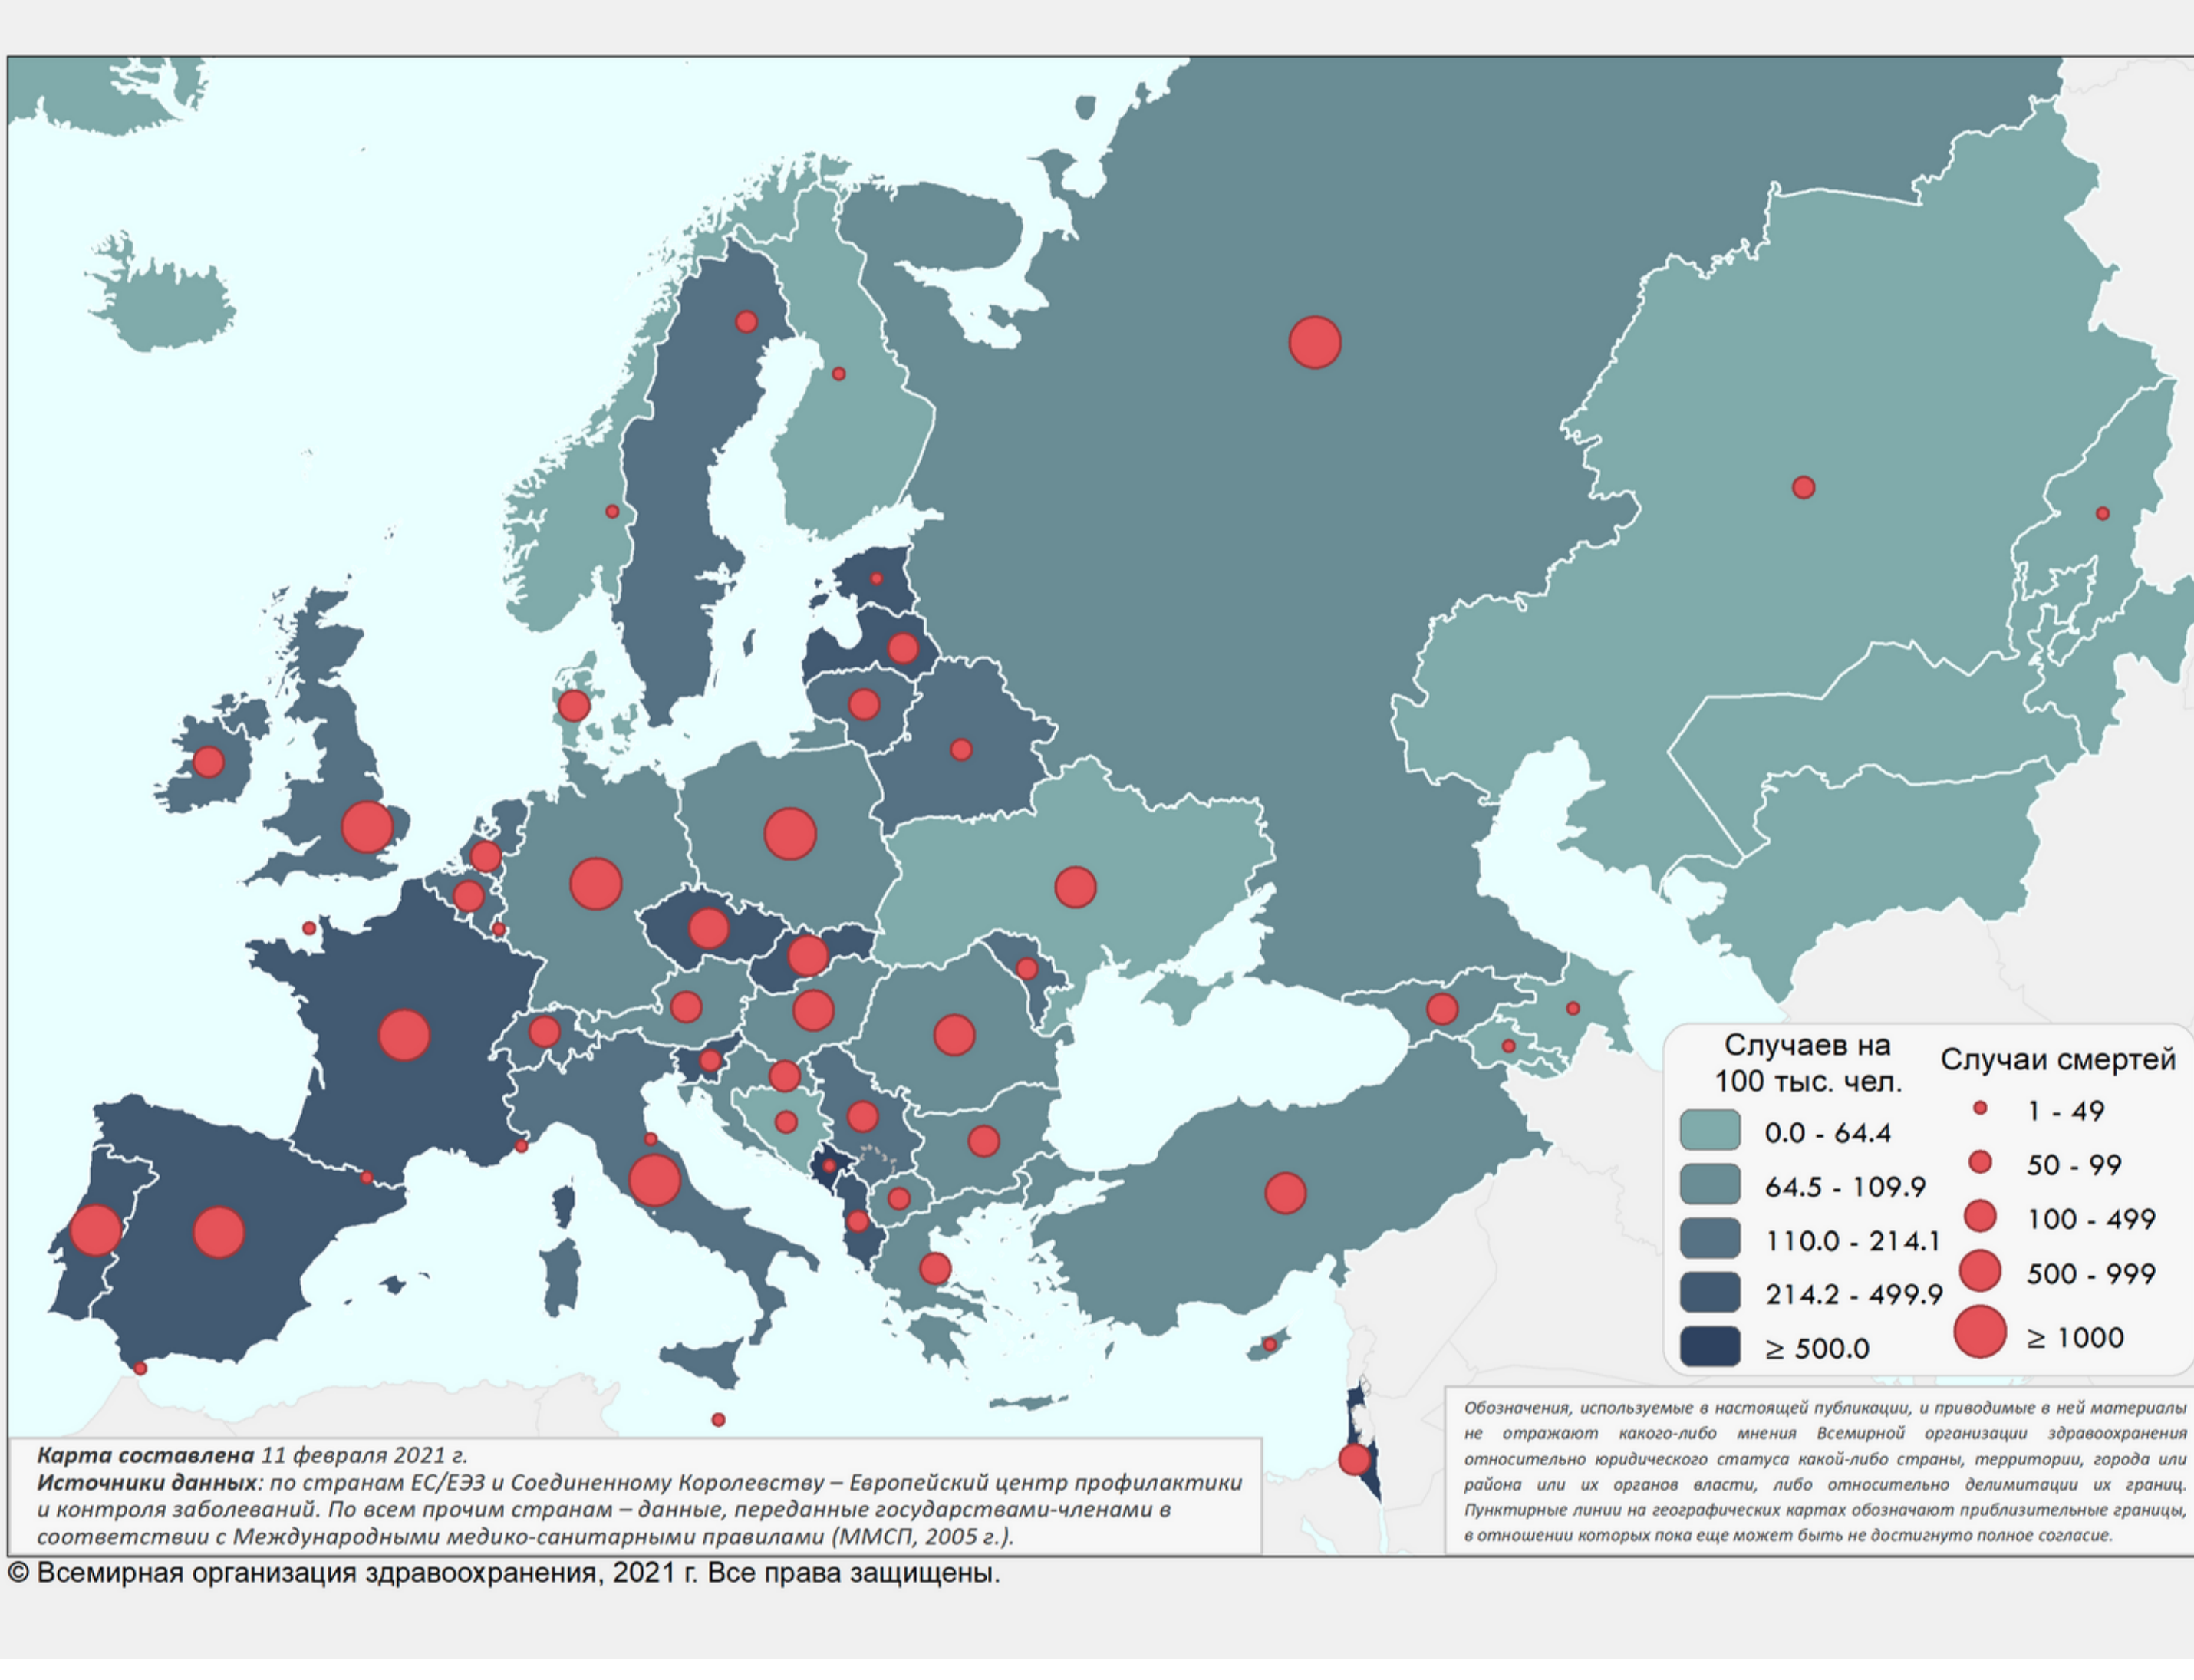 Случаев на
100 тыс. чел.
0.0 - 64.4
64.5 - 109.9
110.0 - 214.1
214.2 - 499.9
≥ 500.0
Случаи смертей
1 - 49
50 - 99
100 - 499
500 - 999
≥ 1000
Обозначения, используемые в настоящей публикации, и приводимые в ней материалы
не отражают какого-либо мнения Всемирной организации здравоохранения
относительно юридического статуса какой-либо страны, территории, города или
района или их органов власти, либо относительно делимитации их границ.
Пунктирные линии на географических картах обозначают приблизительные границы,
в отношении которых пока еще может быть не достигнуто полное согласие.
Карта составлена 11 февраля 2021 г.
Источники данных: по странам ЕС/ЕЭЗ и Соединенному Королевству – Европейский центр профилактики
и контроля заболеваний. По всем прочим странам – данные, переданные государствами-членами в
соответствии с Международными медико-санитарными правилами (ММСП, 2005 г.).
© Всемирная организация здравоохранения, 2021 г. Все права защищены.